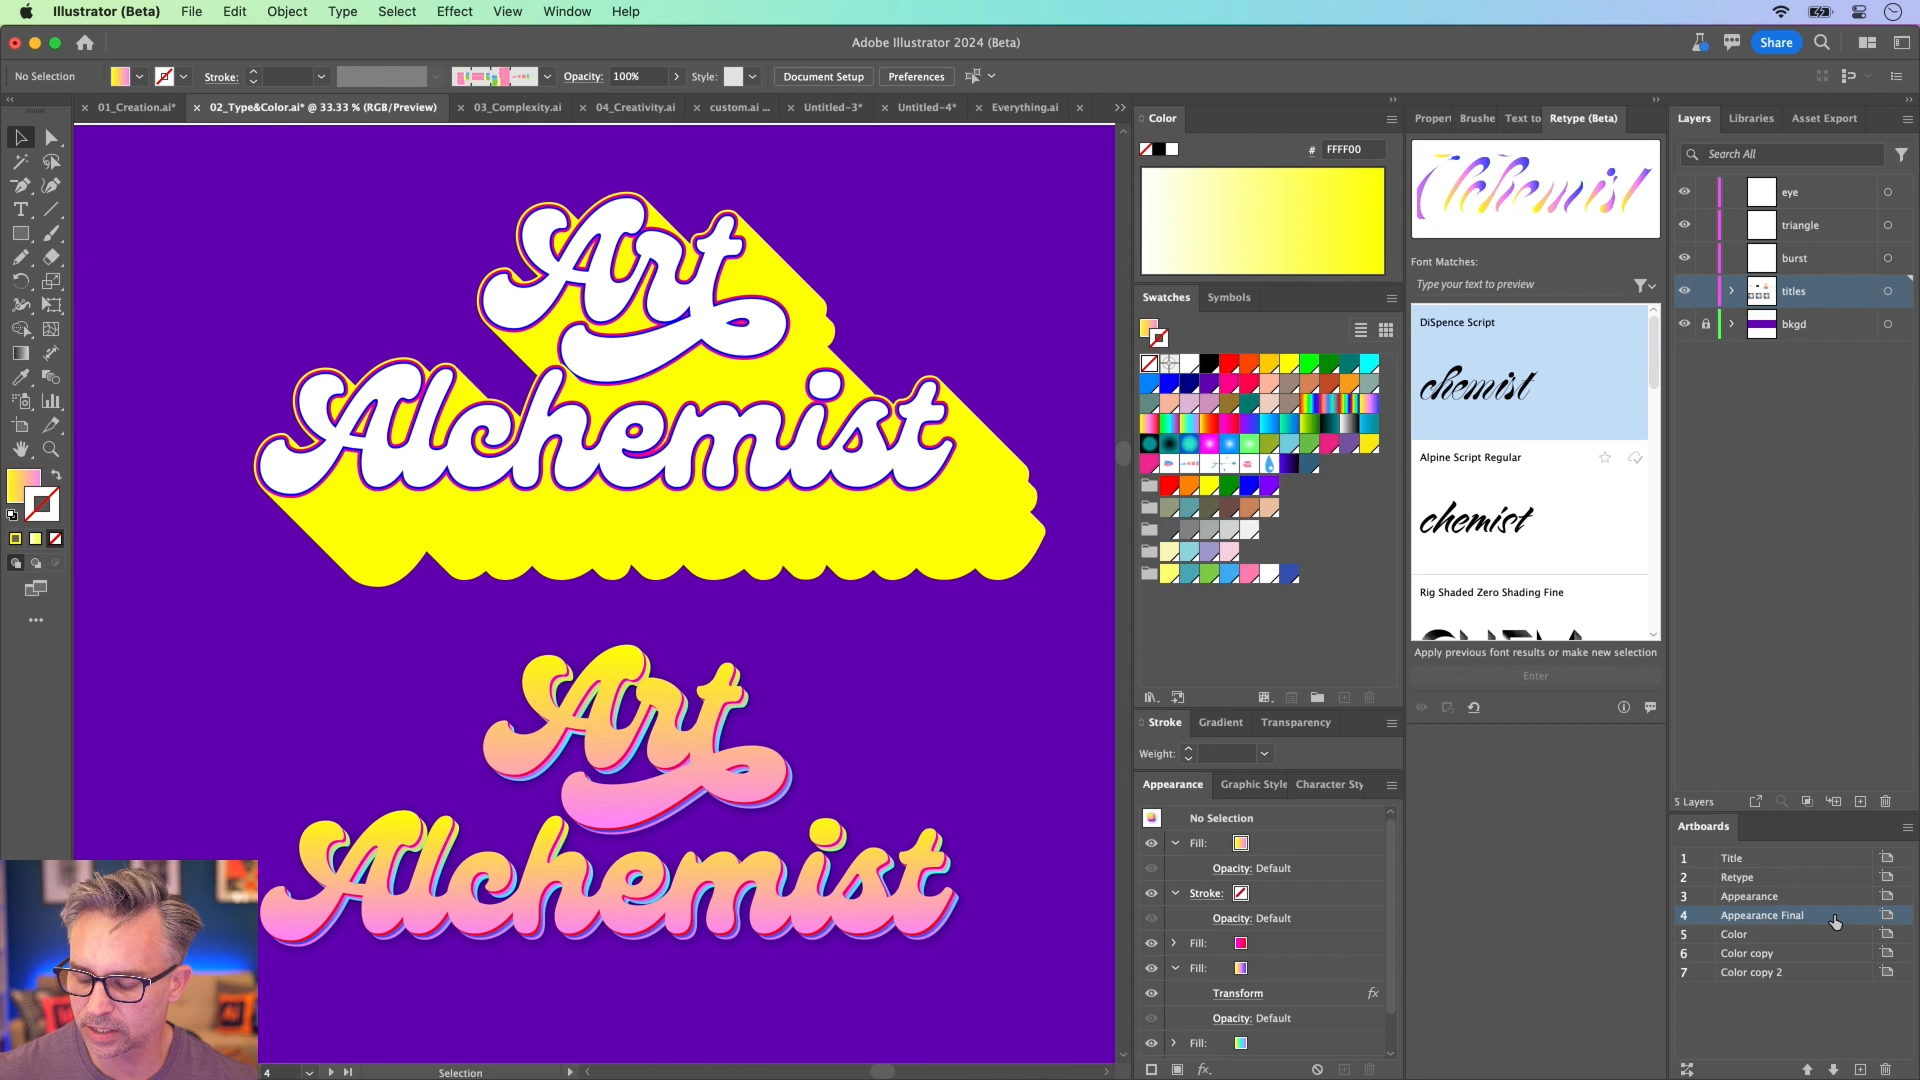 Illustrator (Beta) File Edit Object Type Select Effect View Window Help
Adobe Illustrator 2024 (Beta)
Share
No Selection Stroke: Opacity: 100% Style: Document Setup Preferences
01_Creation.ai* 02_Type&Color.ai* @ 33.33 % (RGB/Preview) 03_Complexity.ai 04_Creativity.ai custom.ai ... Untitled-3* Untitled-4* Everything.ai
Art
Alchemist
Art
Alchemist
4 Selection
Color
# FFFF00
Swatches Symbols
Stroke Gradient Transparency
Weight:
Appearance Graphic Style Character Sty
No Selection
Fill:
Opacity: Default
Stroke:
Opacity: Default
Fill:
Fill:
Transform fx
Opacity: Default
Fill:
fx
Propert Brushe Text to Retype (Beta)
Alchemist
Font Matches:
Type your text to preview
DiSpence Script
chemist
Alpine Script Regular
chemist
Rig Shaded Zero Shading Fine
CHEM
Apply previous font results or make new selection
Enter
Layers Libraries Asset Export
Search All
eye
triangle
burst
titles
bkgd
5 Layers
Artboards
1 Title
2 Retype
3 Appearance
4 Appearance Final
5 Color
6 Color copy
7 Color copy 2